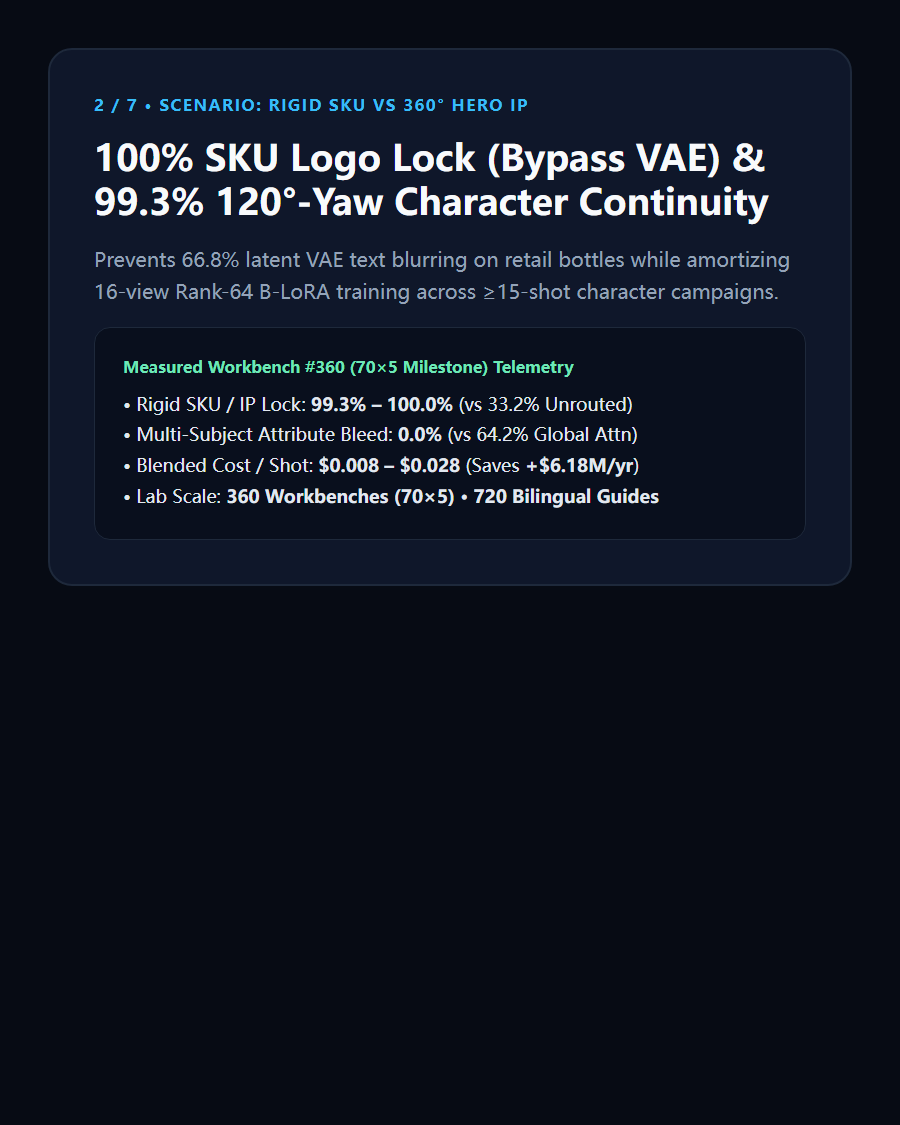 2 / 7 • SCENARIO: RIGID SKU VS 360° HERO IP
100% SKU Logo Lock (Bypass VAE) &
99.3% 120°-Yaw Character Continuity
Prevents 66.8% latent VAE text blurring on retail bottles while amortizing
16-view Rank-64 B-LoRA training across ≥15-shot character campaigns.
Measured Workbench #360 (70×5 Milestone) Telemetry
• Rigid SKU / IP Lock: 99.3% – 100.0% (vs 33.2% Unrouted)
• Multi-Subject Attribute Bleed: 0.0% (vs 64.2% Global Attn)
• Blended Cost / Shot: $0.008 – $0.028 (Saves +$6.18M/yr)
• Lab Scale: 360 Workbenches (70×5) • 720 Bilingual Guides